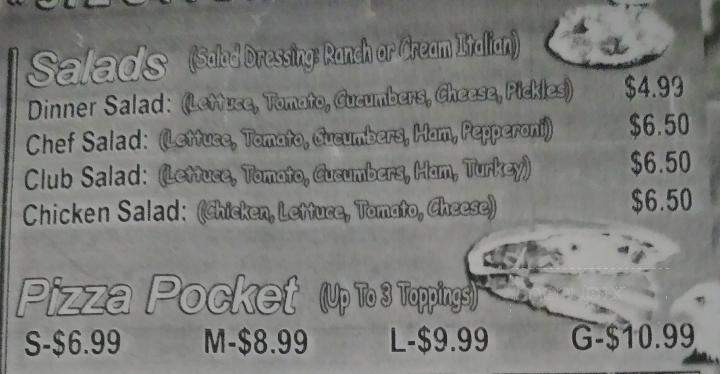 Salads (Salad Dressing: Ranch or Cream Italian)
Dinner Salad: (Lettuce, Tomato, Cucumbers, Cheese, Pickles) $4.99
Chef Salad: (Lettuce, Tomato, Cucumbers, Ham, Pepperoni) $6.50
Club Salad: (Lettuce, Tomato, Cucumbers, Ham, Turkey) $6.50
Chicken Salad: (Chicken, Lettuce, Tomato, Cheese) $6.50
Pizza Pocket (Up To 3 Toppings)
S-$6.99 M-$8.99 L-$9.99 G-$10.99